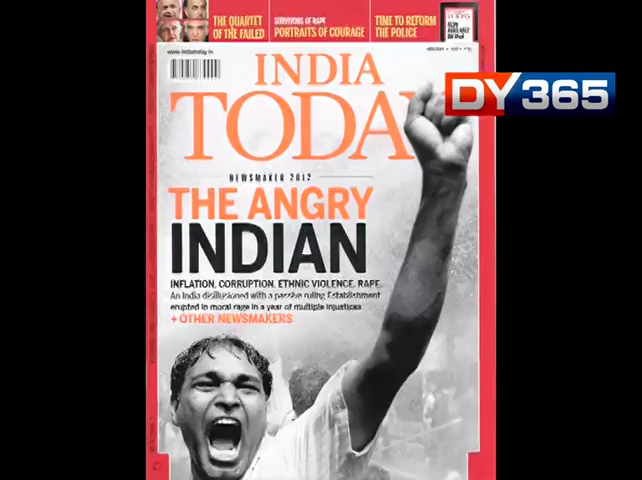 THE QUARTET
OF THE FAILED
SURVIVORS OF RAPE
PORTRAITS OF COURAGE
TIME TO REFORM
THE POLICE
www.indiatoday.in
INDIA
TODA
DY365
NEWSMAKER 2012
THE ANGRY
INDIAN
INFLATION. CORRUPTION. ETHNIC VIOLENCE. RAPE.
An India disillusioned with a passive ruling Establishment
erupted in moral rage in a year of multiple injustices
+ OTHER NEWSMAKERS